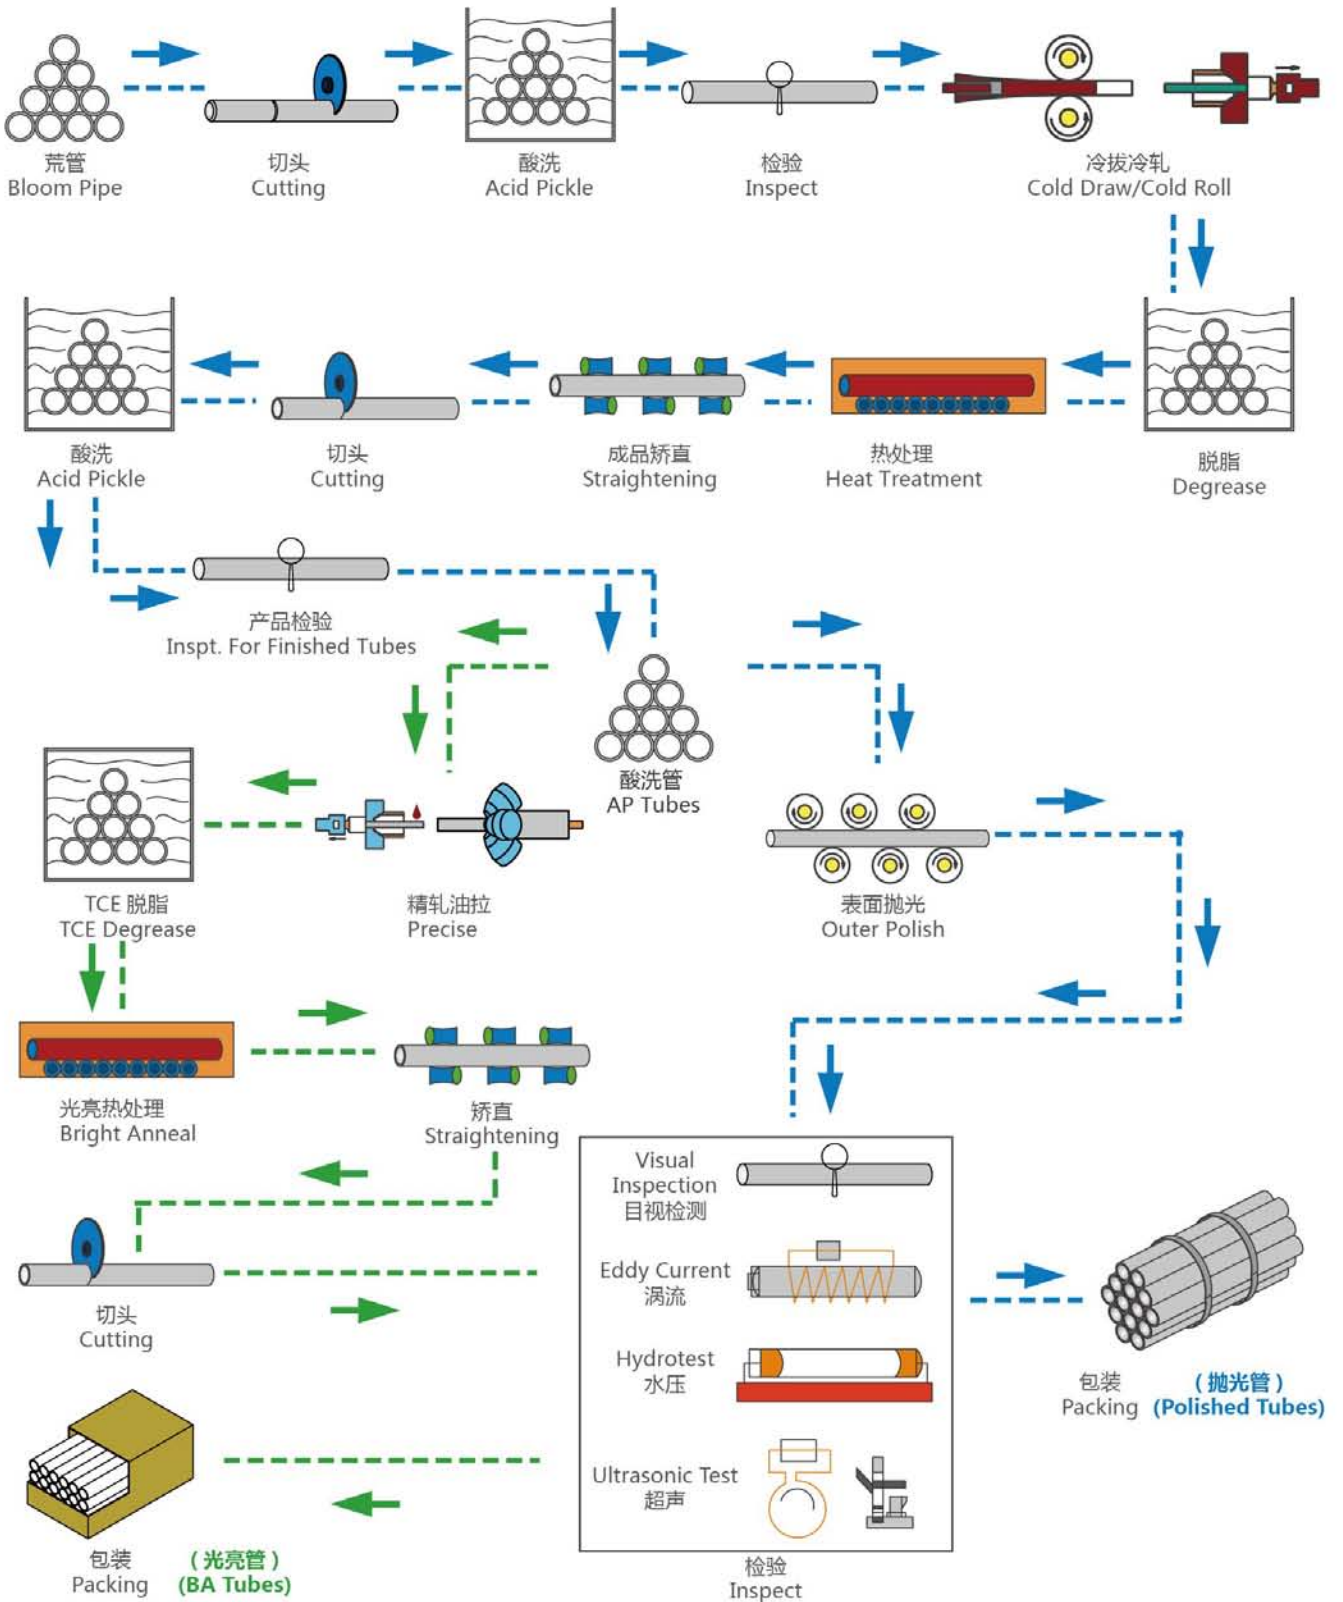 荒管
Bloom Pipe
切头
Cutting
酸洗
Acid Pickle
检验
Inspect
冷拔冷轧
Cold Draw/Cold Roll
酸洗
Acid Pickle
切头
Cutting
成品矫直
Straightening
热处理
Heat Treatment
脱脂
Degrease
产品检验
Inspt. For Finished Tubes
酸洗管
AP Tubes
TCE 脱脂
TCE Degrease
精轧油拉
Precise
表面抛光
Outer Polish
光亮热处理
Bright Anneal
矫直
Straightening
Visual
Inspection
目视检测
Eddy Current
涡流
切头
Cutting
Hydrotest
水压
包装
Packing
(抛光管)
(Polished Tubes)
Ultrasonic Test
超声
包装
Packing
(光亮管)
(BA Tubes)
检验
Inspect